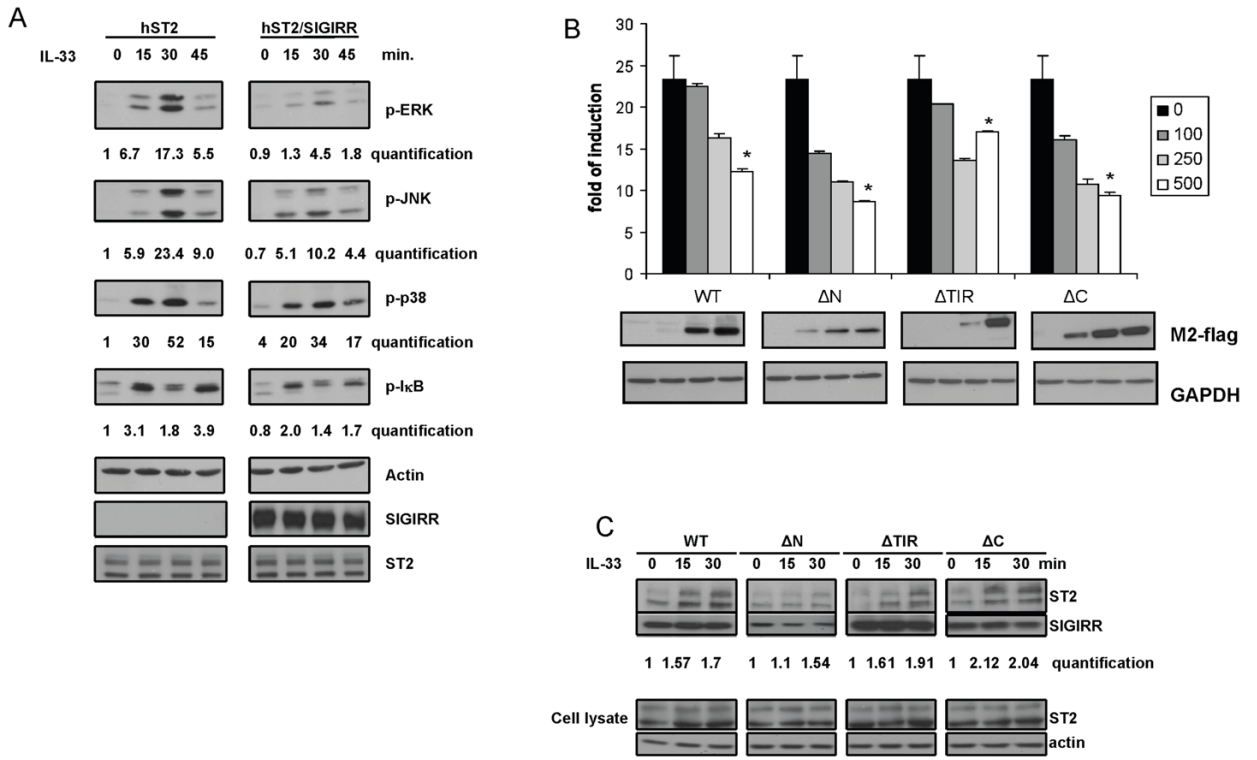 A
hST2 hST2/SIGIRR
IL-33 0 15 30 45 0 15 30 45 min.
p-ERK
1 6.7 17.3 5.5 0.9 1.3 4.5 1.8 quantification
p-JNK
1 5.9 23.4 9.0 0.7 5.1 10.2 4.4 quantification
p-p38
1 30 52 15 4 20 34 17 quantification
p-IκB
1 3.1 1.8 3.9 0.8 2.0 1.4 1.7 quantification
Actin
SIGIRR
ST2
B
fold of induction
30
25
20
15
10
5
0
* * * *
0
100
250
500
WT ΔN ΔTIR ΔC
M2-flag
GAPDH
C
WT ΔN ΔTIR ΔC
IL-33 0 15 30 0 15 30 0 15 30 0 15 30 min
ST2
SIGIRR
1 1.57 1.7 1 1.1 1.54 1 1.61 1.91 1 2.12 2.04 quantification
Cell lysate ST2
actin